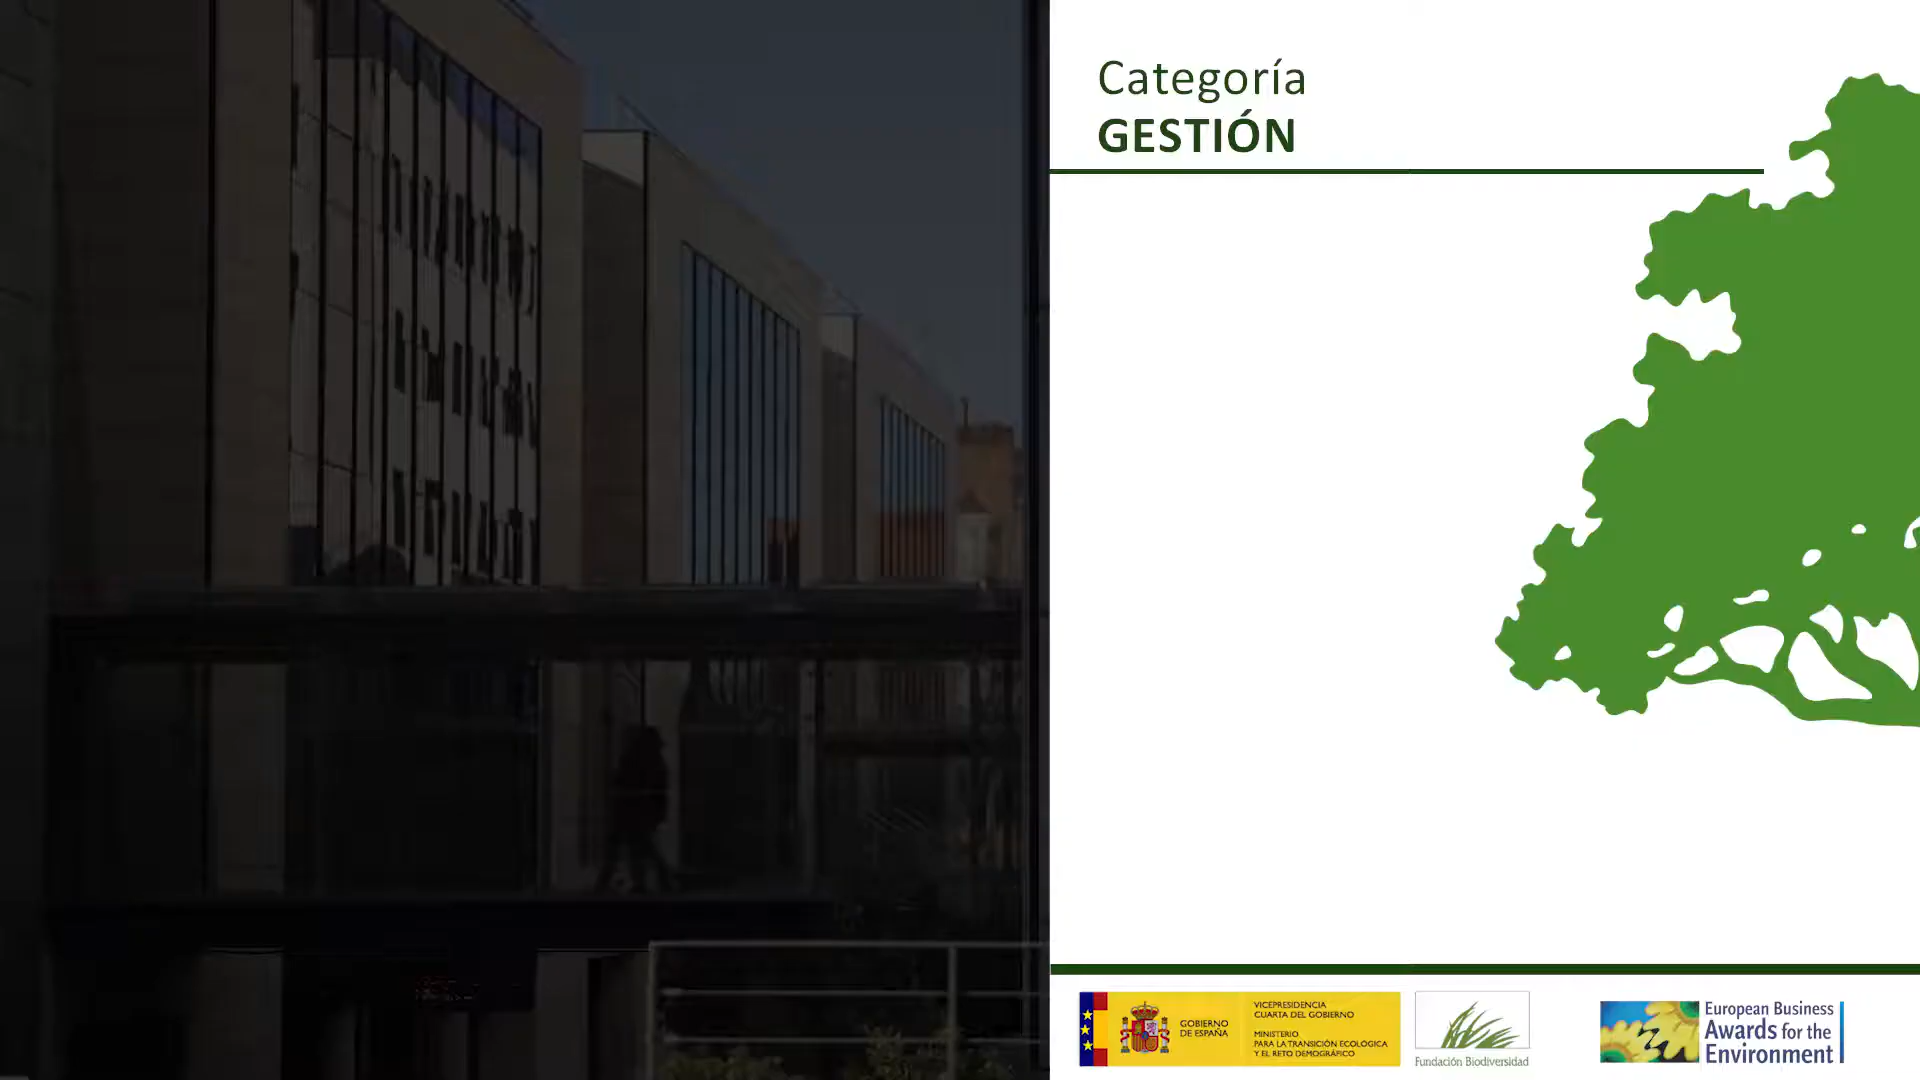 Categoría
GESTIÓN
GOBIERNO
DE ESPAÑA
VICEPRESIDENCIA
CUARTA DEL GOBIERNO
MINISTERIO
PARA LA TRANSICIÓN ECOLÓGICA
Y EL RETO DEMOGRÁFICO
Fundación Biodiversidad
European Business
Awards for the
Environment